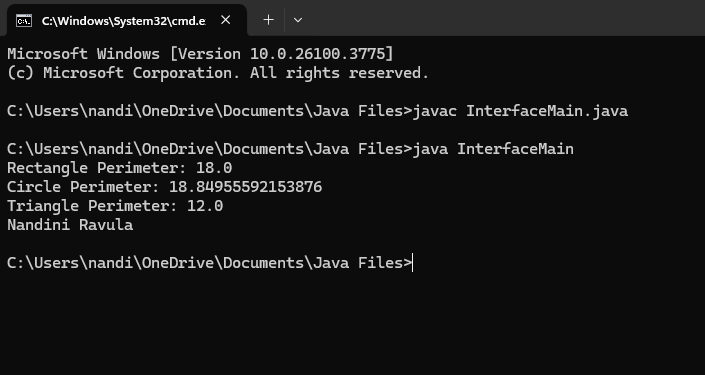 C:\Windows\System32\cmd.e
Microsoft Windows [Version 10.0.26100.3775]
(c) Microsoft Corporation. All rights reserved.
C:\Users\nandi\OneDrive\Documents\Java Files>javac InterfaceMain.java
C:\Users\nandi\OneDrive\Documents\Java Files>java InterfaceMain
Rectangle Perimeter: 18.0
Circle Perimeter: 18.84955592153876
Triangle Perimeter: 12.0
Nandini Ravula
C:\Users\nandi\OneDrive\Documents\Java Files>